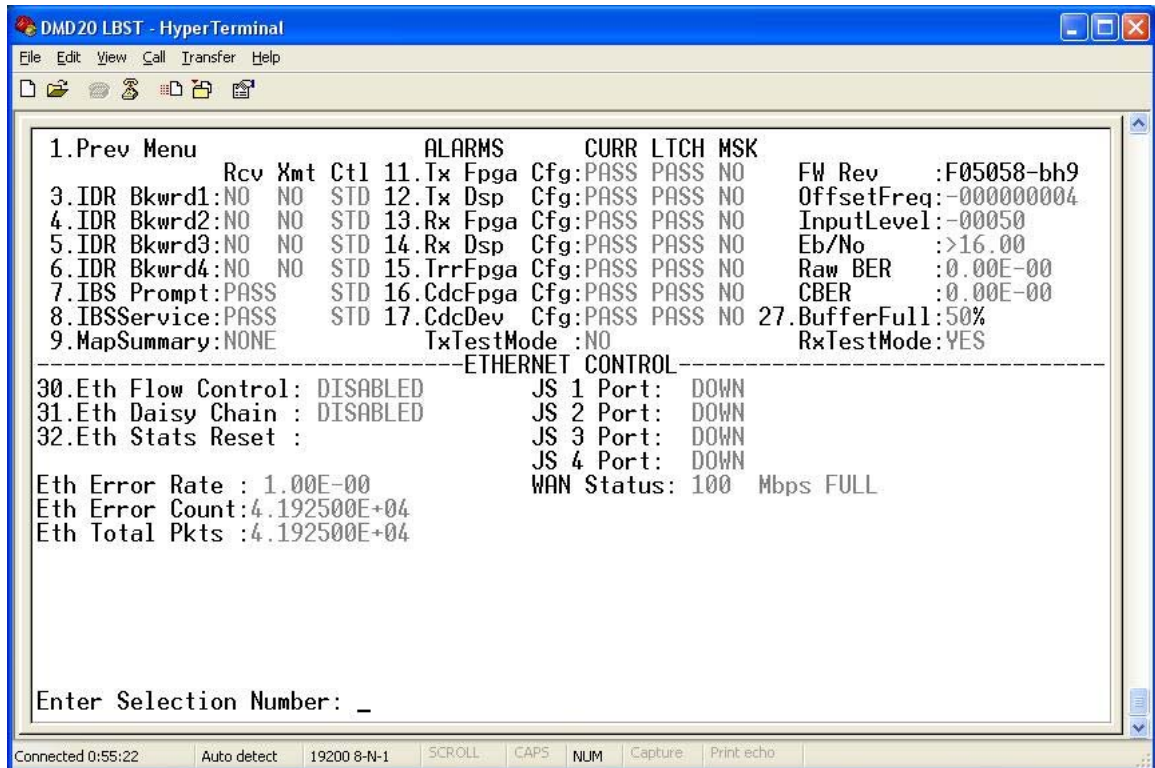 DMD20 LBST - HyperTerminal
File Edit View Call Transfer Help
1.Prev Menu ALARMS CURR LTCH MSK
Rcv Xmt Ctl 11.Tx Fpga Cfg:PASS PASS NO FW Rev :F05058-bh9
3.IDR Bkwrd1:NO NO STD 12.Tx Dsp Cfg:PASS PASS NO OffsetFreq:-000000004
4.IDR Bkwrd2:NO NO STD 13.Rx Fpga Cfg:PASS PASS NO InputLevel:-00050
5.IDR Bkwrd3:NO NO STD 14.Rx Dsp Cfg:PASS PASS NO Eb/No :>16.00
6.IDR Bkwrd4:NO NO STD 15.TrrFpga Cfg:PASS PASS NO Raw BER :0.00E-00
7.IBS Prompt:PASS STD 16.CdcFpga Cfg:PASS PASS NO CBER :0.00E-00
8.IBSService:PASS STD 17.CdcDev Cfg:PASS PASS NO 27.BufferFull:50%
9.MapSummary:NONE TxTestMode :NO RxTestMode:YES
--------------------------------ETHERNET CONTROL--------------------------------
30.Eth Flow Control: DISABLED JS 1 Port: DOWN
31.Eth Daisy Chain : DISABLED JS 2 Port: DOWN
32.Eth Stats Reset : JS 3 Port: DOWN
JS 4 Port: DOWN
Eth Error Rate : 1.00E-00 WAN Status: 100 Mbps FULL
Eth Error Count:4.192500E+04
Eth Total Pkts :4.192500E+04
Enter Selection Number: _
Connected 0:55:22 Auto detect 19200 8-N-1 SCROLL CAPS NUM Capture Print echo